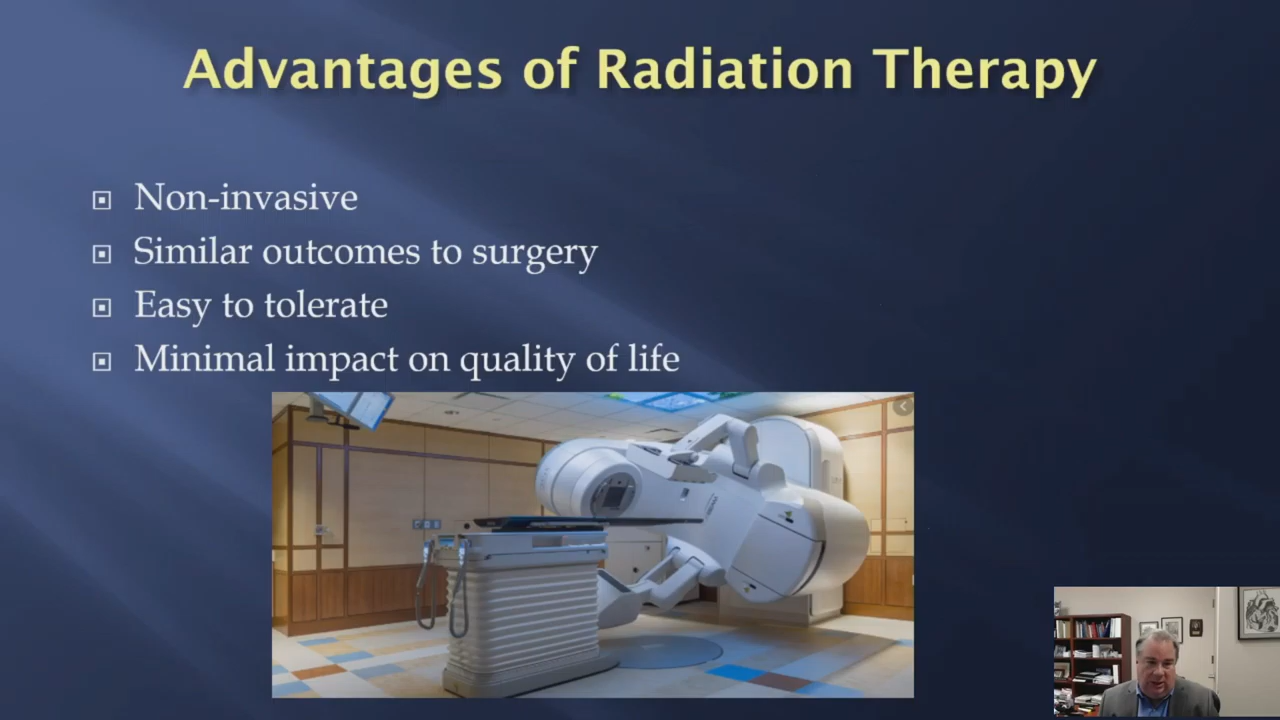 Advantages of Radiation Therapy
Non-invasive
Similar outcomes to surgery
Easy to tolerate
Minimal impact on quality of life